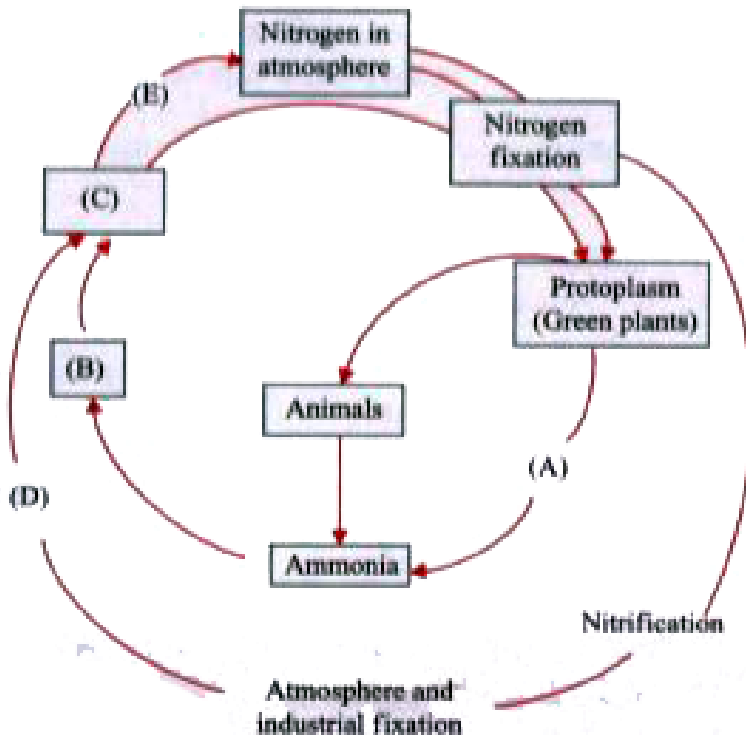 Nitrogen in
atmosphere
(E)
Nitrogen
fixation
(C)
Protoplasm
(Green plants)
(B)
Animals
(A)
(D)
Ammonia
Nitrification
Atmosphere and
industrial fixation